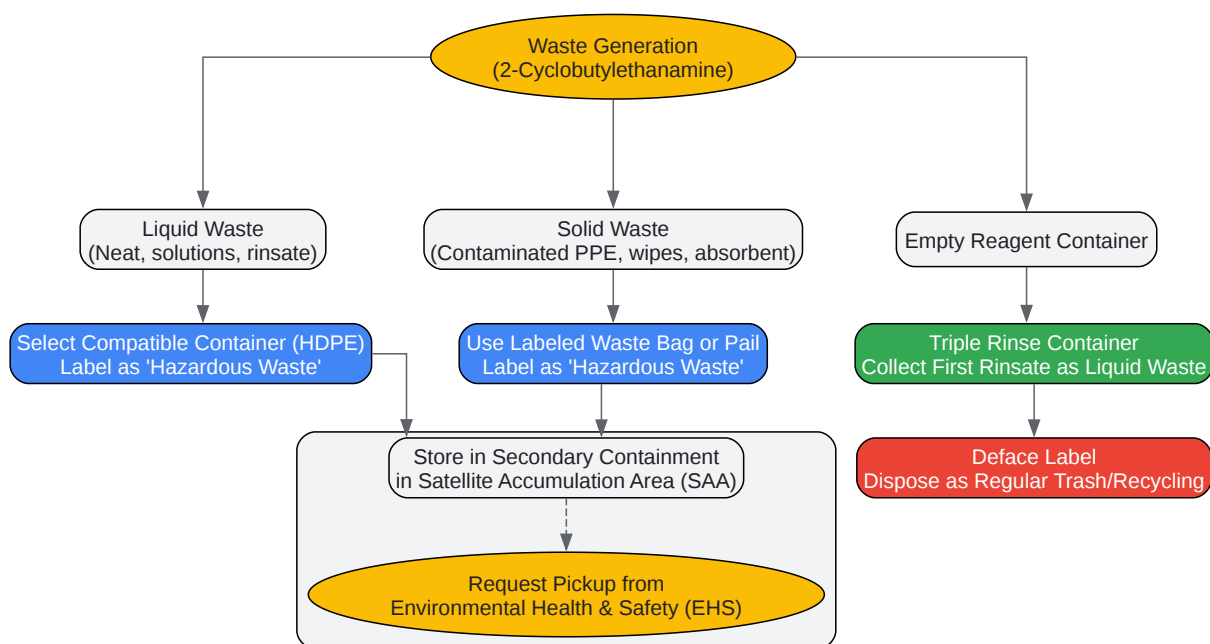 Waste Generation
(2-Cyclobutylethanamine)
Liquid Waste
(Neat, solutions, rinsate)
Solid Waste
(Contaminated PPE, wipes, absorbent)
Empty Reagent Container
Select Compatible Container (HDPE)
Label as 'Hazardous Waste'
Use Labeled Waste Bag or Pail
Label as 'Hazardous Waste'
Triple Rinse Container
Collect First Rinsate as Liquid Waste
Store in Secondary Containment
in Satellite Accumulation Area (SAA)
Deface Label
Dispose as Regular Trash/Recycling
Request Pickup from
Environmental Health & Safety (EHS)